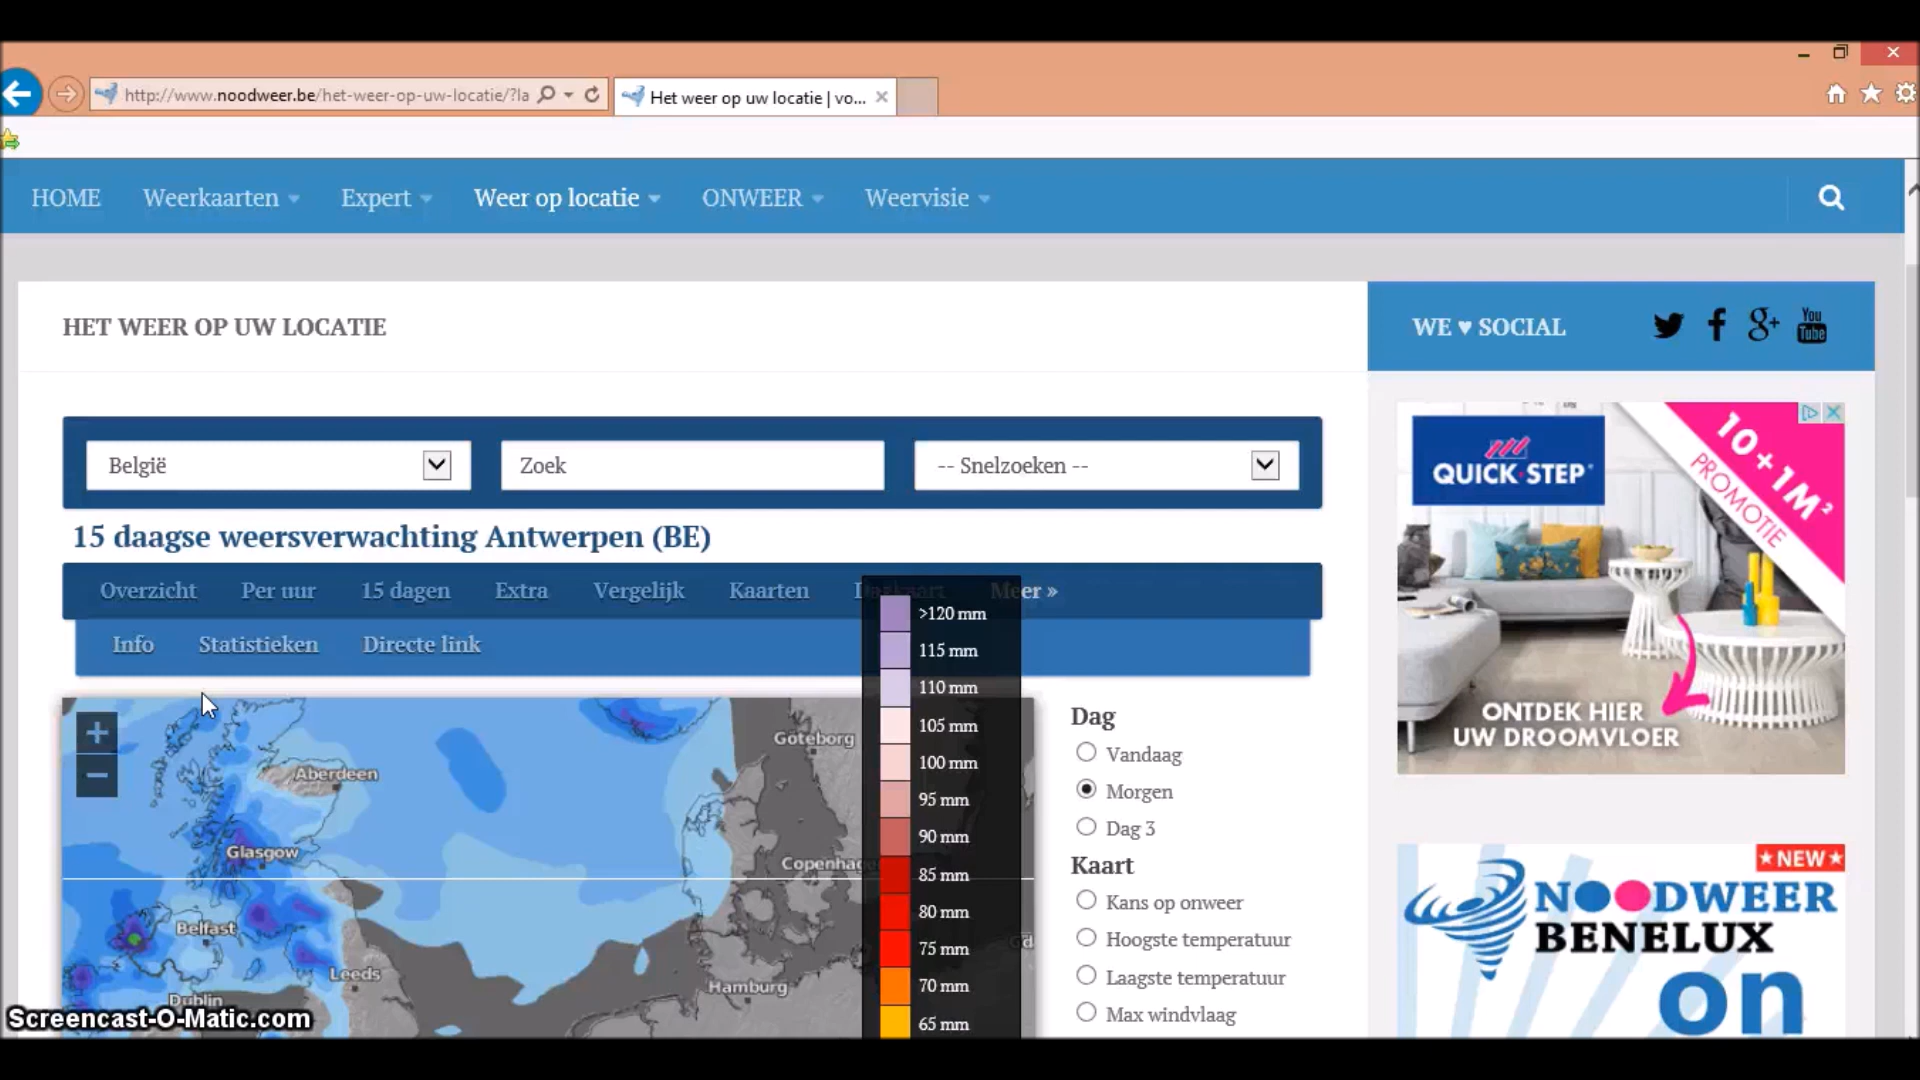 http://www.noodweer.be/het-weer-op-uw-locatie/?la
Het weer op uw locatie | vo...
HOME Weerkaarten Expert Weer op locatie ONWEER Weervisie
HET WEER OP UW LOCATIE
WE ♥ SOCIAL
You Tube
België
Zoek
-- Snelzoeken --
15 daagse weersverwachting Antwerpen (BE)
Overzicht Per uur 15 dagen Extra Vergelijk Kaarten Meer »
Info Statistieken Directe link
>120 mm
115 mm
110 mm
105 mm
100 mm
95 mm
90 mm
85 mm
80 mm
75 mm
70 mm
65 mm
+
−
Goteborg
Aberdeen
Glasgow
Belfast
Leeds
Dublin
Hamburg
Dag
Vandaag
Morgen
Dag 3
Kaart
Kans op onweer
Hoogste temperatuur
Laagste temperatuur
Max windvlaag
QUICK·STEP®
10+1M²
PROMOTIE
ONTDEK HIER
UW DROOMVLOER
★NEW★
NOODWEER
BENELUX
on
Screencast-O-Matic.com